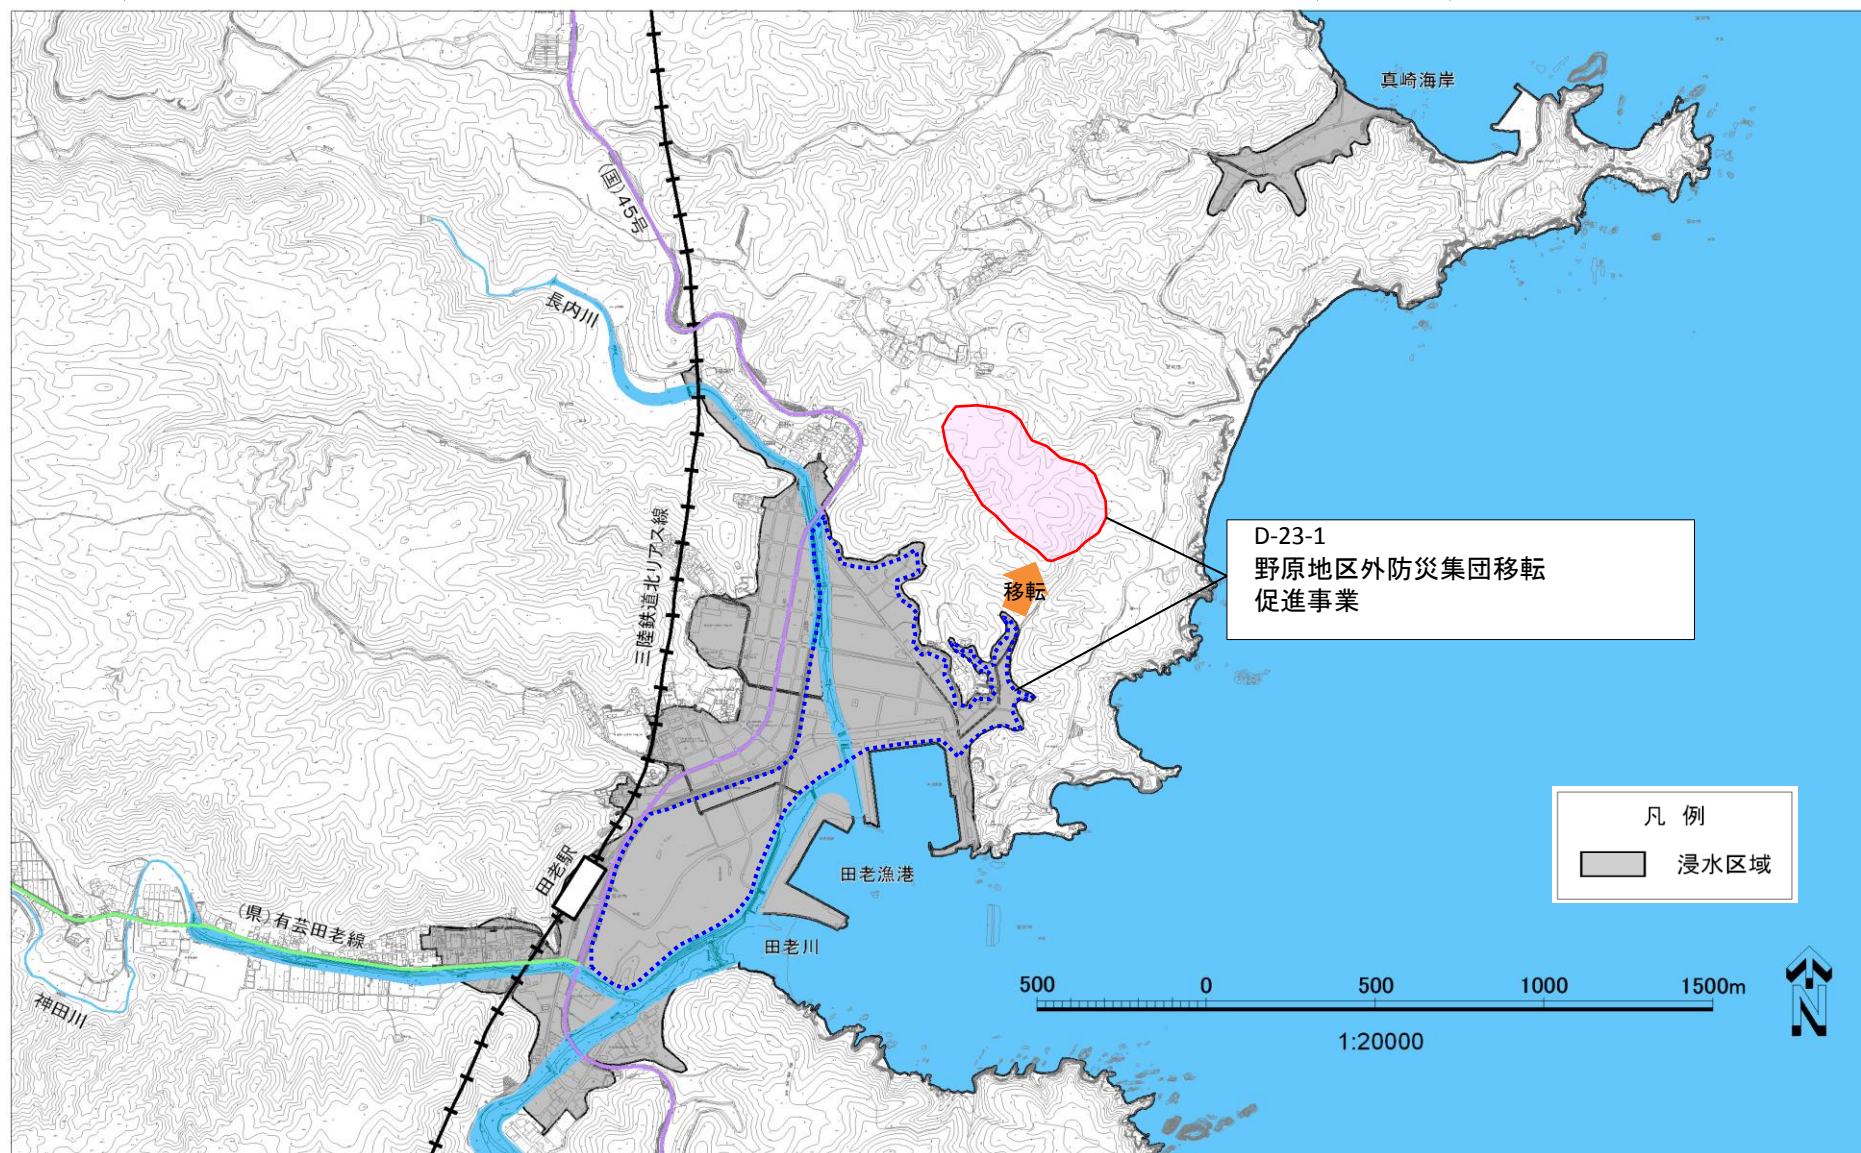 真崎海岸
(国)45号
長内川
三陸鉄道北リアス線
移転
D-23-1
野原地区外防災集団移転
促進事業
凡 例
浸水区域
田老駅
田老漁港
(県)有芸田老線
田老川
神田川
500 0 500 1000 1500m
1:20000
N